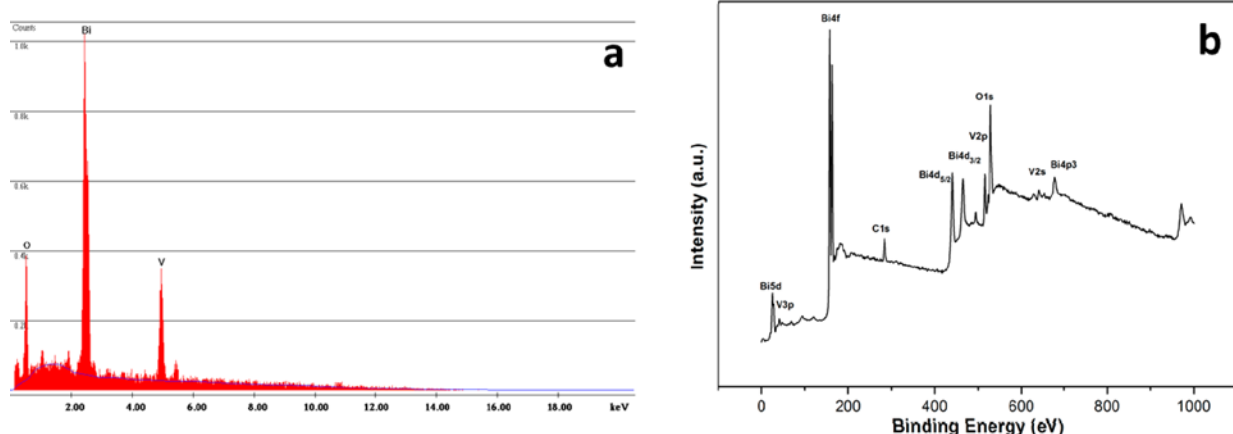 Counts
Bi
a
1.0k
0.8k
0.6k
O
0.4k
V
0.2k
2.00 4.00 6.00 8.00 10.00 12.00 14.00 16.00 18.00 keV
b
Bi4f
O1s
V2p
Bi4d3/2
Bi4d5/2
V2s
Bi4p3
C1s
Bi5d
V3p
Intensity (a.u.)
0 200 400 600 800 1000
Binding Energy (eV)